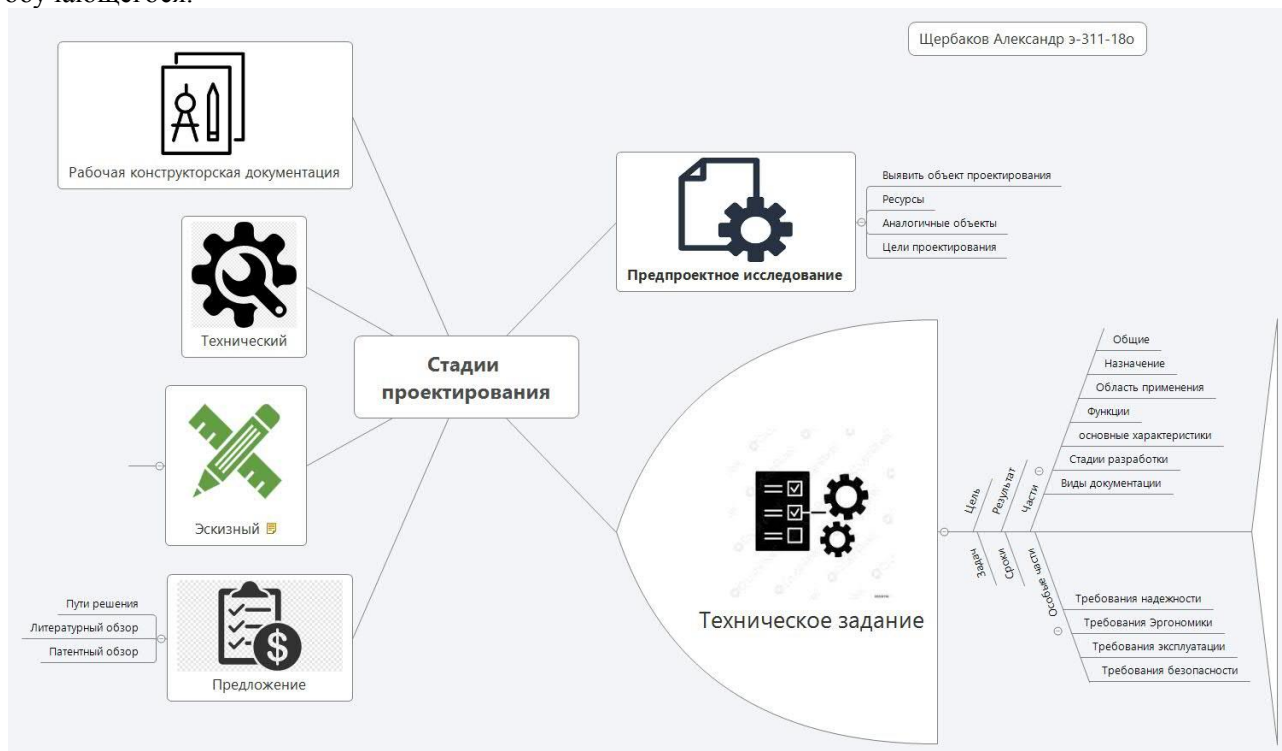 обучающегося.
Щербаков Александр э-311-18о
Рабочая конструкторская документация
Технический
Эскизный
Пути решения
Литературный обзор
Патентный обзор
Предложение
Стадии
проектирования
Предпроектное исследование
Выявить объект проектирования
Ресурсы
Аналогичные объекты
Цели проектирования
Техническое задание
Цель
Результат
Части
Общие
Назначение
Область применения
Функции
основные характеристики
Стадии разработки
Виды документации
Задач
Сроки
Особые части
Требования надежности
Требования Эргономики
Требования эксплуатации
Требования безопасности